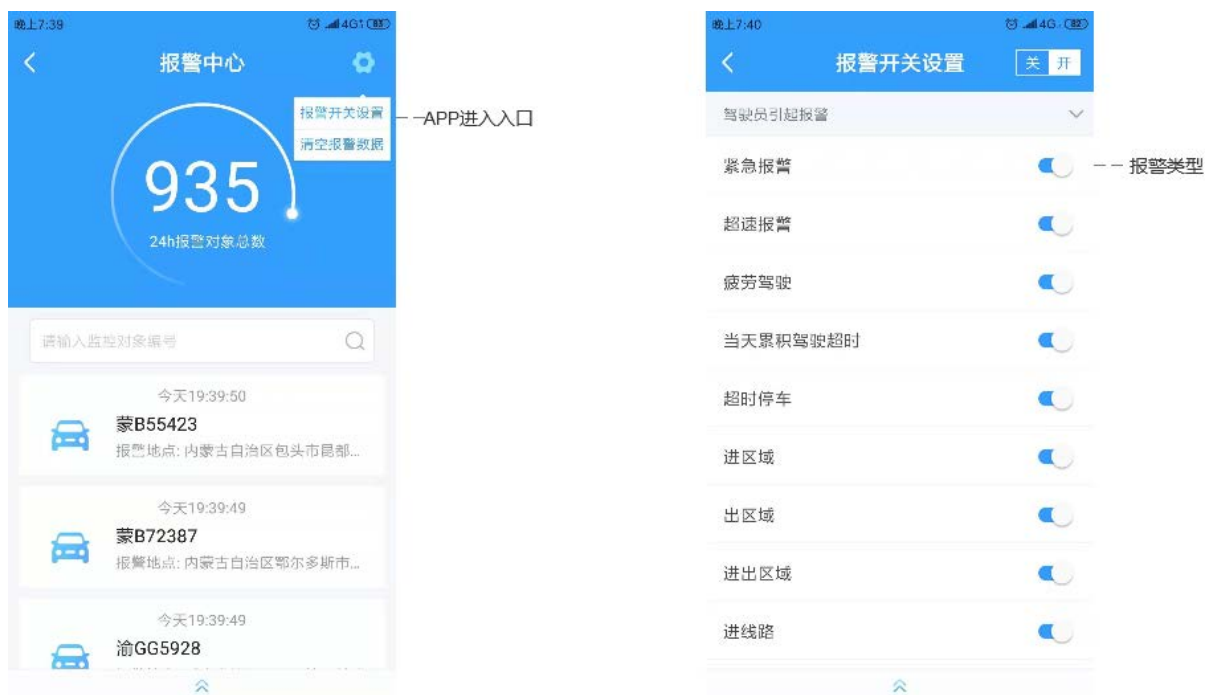 晚上7:39
4G 83
报警中心
报警开关设置
清空报警数据
APP进入入口
935
24h报警对象总数
请输入监控对象编号
今天19:39:50
蒙B55423
报警地点: 内蒙古自治区包头市昆都...
今天19:39:49
蒙B72387
报警地点: 内蒙古自治区鄂尔多斯市...
今天19:39:49
渝GG5928
晚上7:40
4G 82
报警开关设置
关 开
驾驶员引起报警
紧急报警
报警类型
超速报警
疲劳驾驶
当天累积驾驶超时
超时停车
进区域
出区域
进出区域
进线路